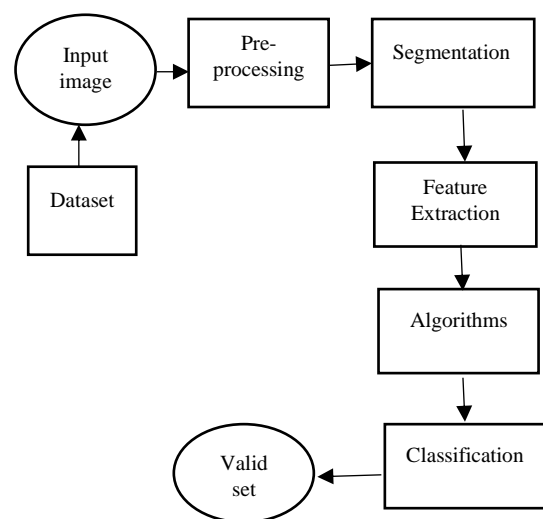 Input
image
Pre-
processing
Segmentation
Dataset
Feature
Extraction
Algorithms
Classification
Valid
set